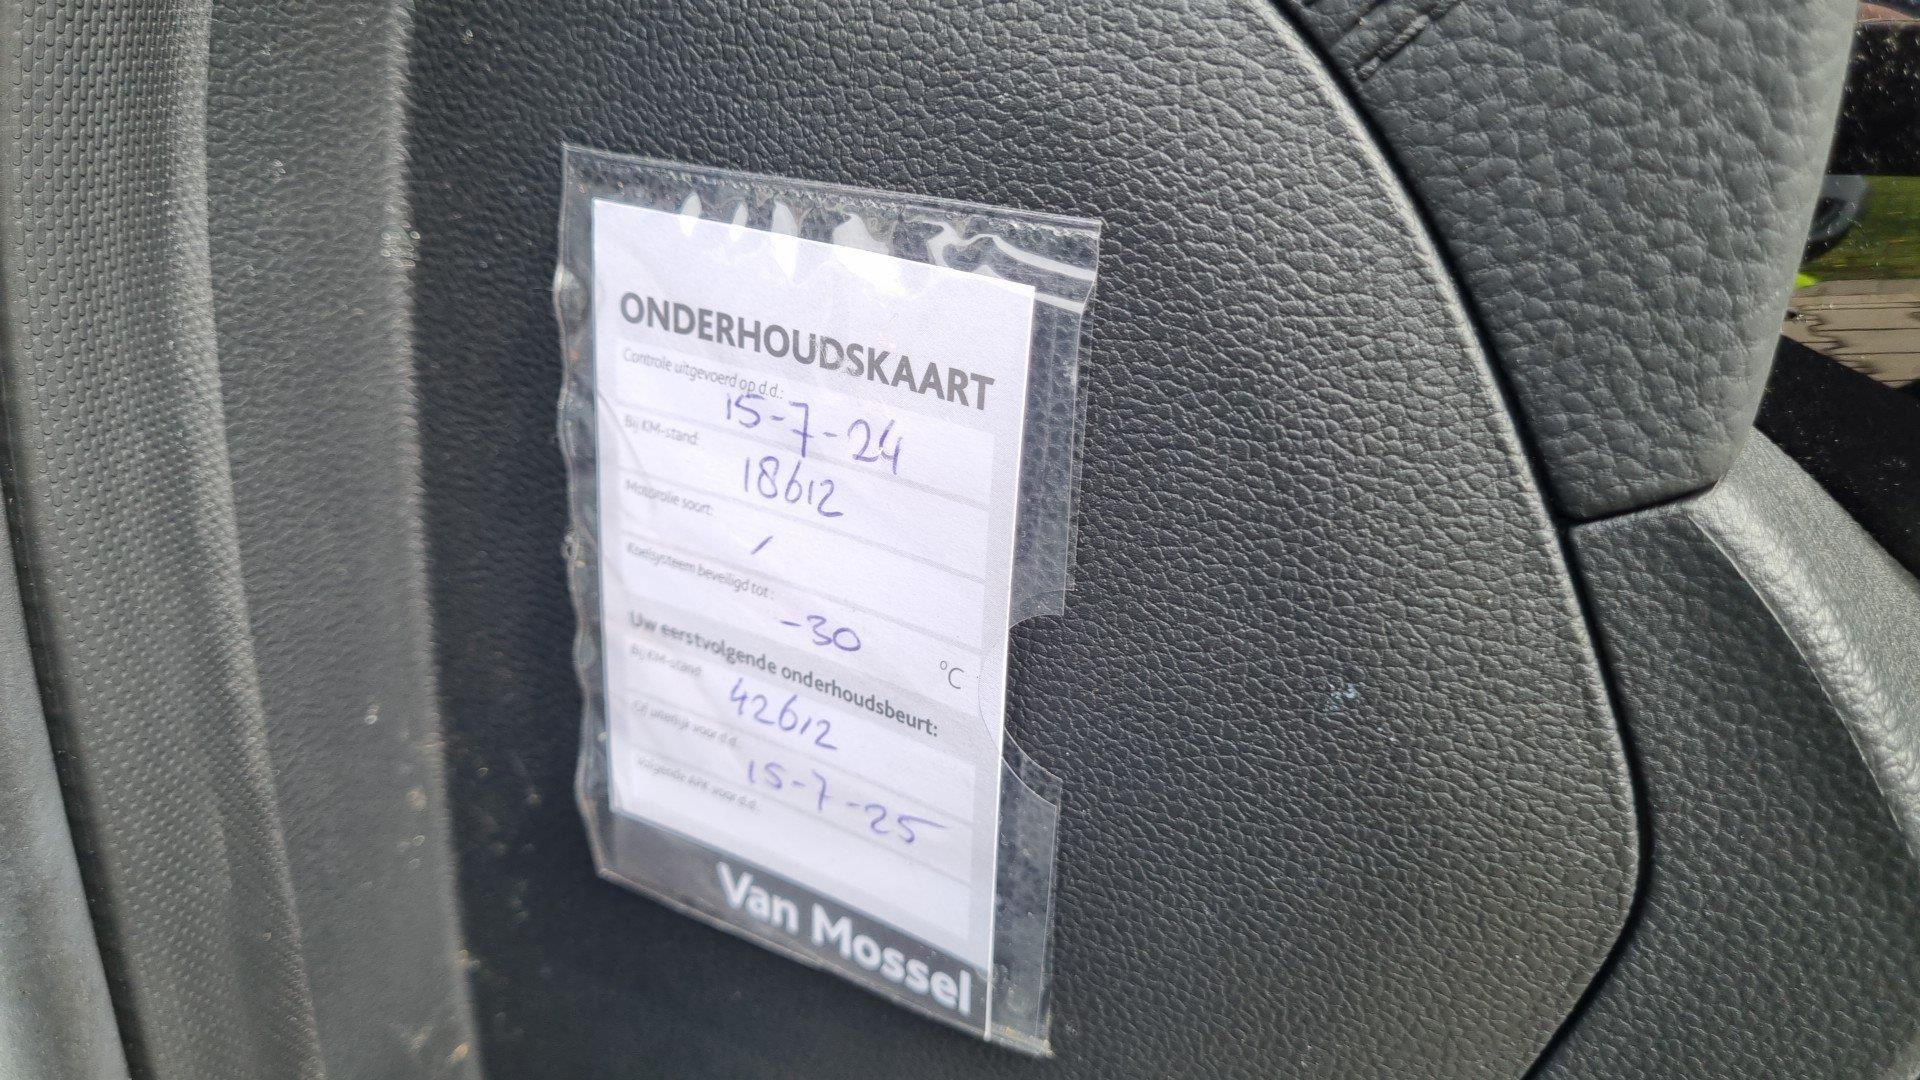 ONDERHOUDSKAART
Controle uitgevoerd op d.d.:
15-7-24
Bij KM-stand:
18612
Motorolie soort:
/
Koelsysteem beveiligd tot:
-30
°C
Uw eerstvolgende onderhoudsbeurt:
Bij KM-stand:
42612
Of uiterlijk voor d.d.
15-7-25
Volgende APK voor d.d.:
Van Mossel